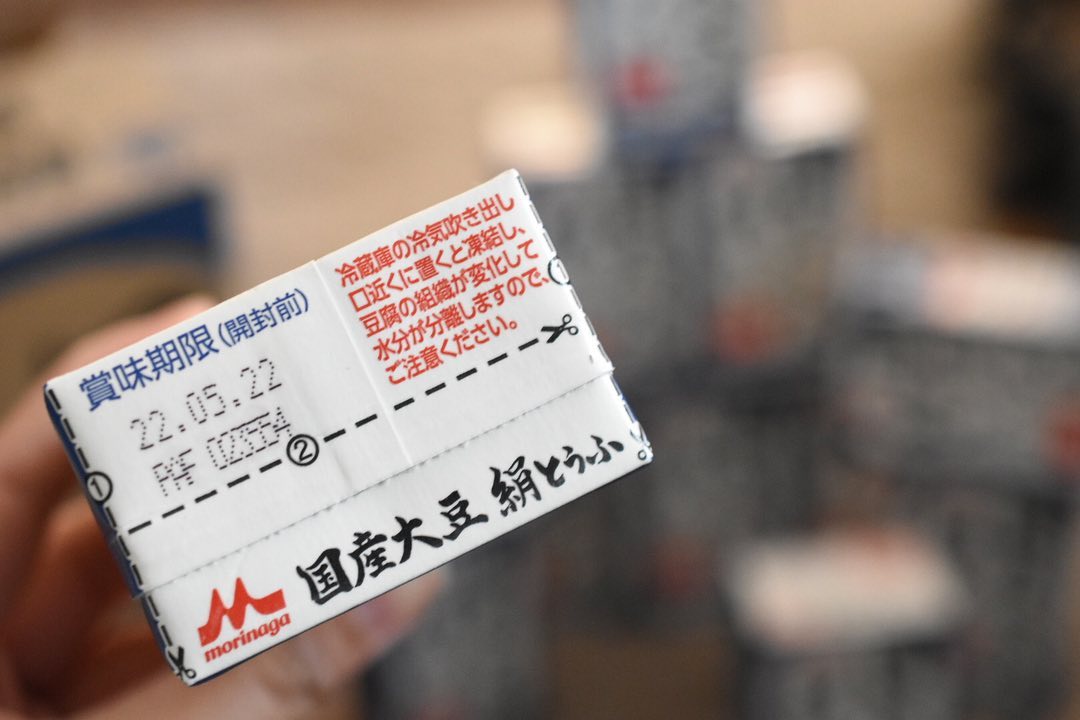 賞味期限(開封前)
22.05.22
PAF 02355A
冷蔵庫の冷気吹き出し
口近くに置くと凍結し、
豆腐の組織が変化して
水分が分離しますので、
ご注意ください。
①
②
①
morinaga
国産大豆 絹とうふ